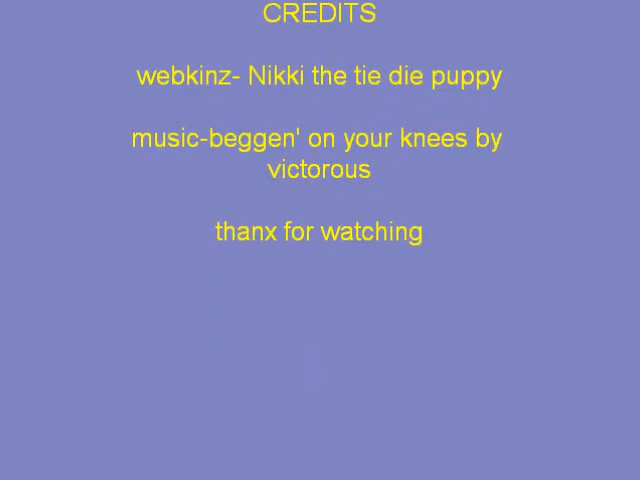 CREDITS
webkinz- Nikki the tie die puppy
music-beggen' on your knees by
victorous
thanx for watching